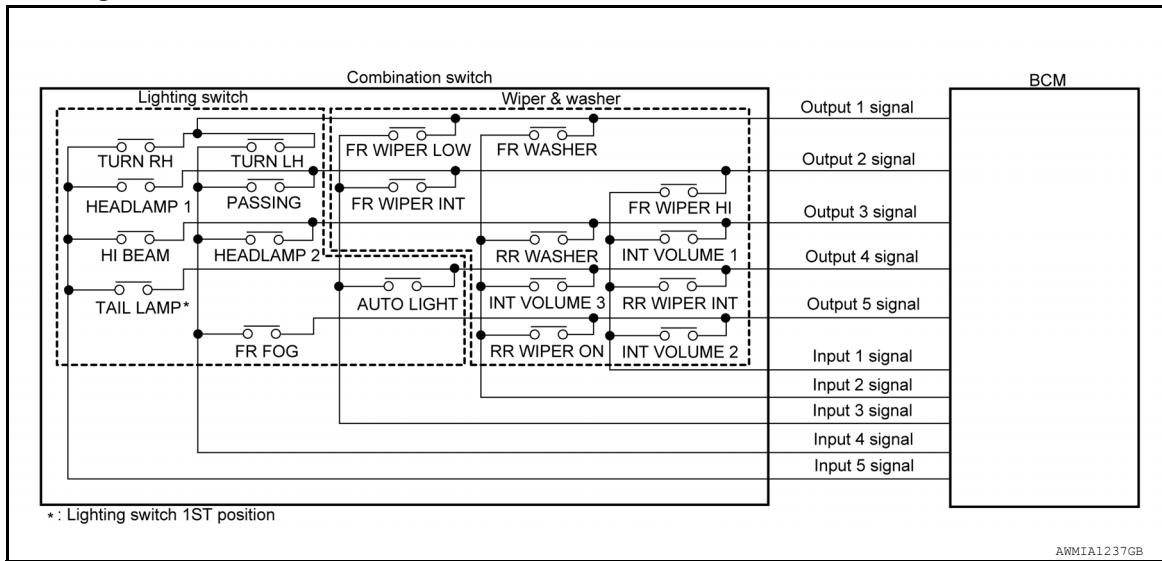 Combination switch
BCM
Lighting switch
Wiper & washer
Output 1 signal
TURN RH
TURN LH
FR WIPER LOW
FR WASHER
Output 2 signal
HEADLAMP 1
PASSING
FR WIPER INT
FR WIPER HI
Output 3 signal
HI BEAM
HEADLAMP 2
RR WASHER
INT VOLUME 1
Output 4 signal
TAIL LAMP*
AUTO LIGHT
INT VOLUME 3
RR WIPER INT
Output 5 signal
FR FOG
RR WIPER ON
INT VOLUME 2
Input 1 signal
Input 2 signal
Input 3 signal
Input 4 signal
Input 5 signal
* : Lighting switch 1ST position
AWMIA1237GB